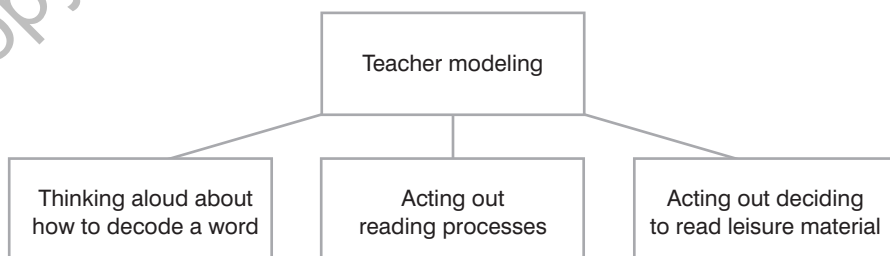 Teacher modeling
Thinking aloud about
how to decode a word
Acting out
reading processes
Acting out deciding
to read leisure material